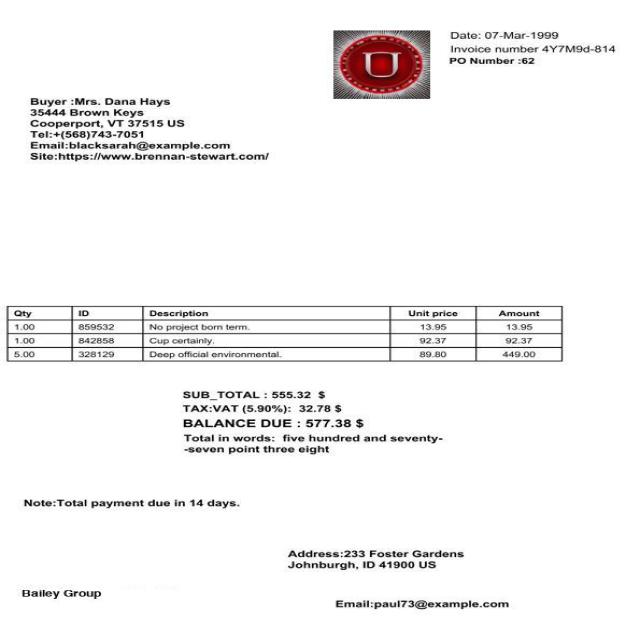 Date: 07-Mar-1999
Invoice number 4Y7M9d-814
PO Number :62
U
Buyer :Mrs. Dana Hays
35444 Brown Keys
Cooperport, VT 37515 US
Tel:+(568)743-7051
Email:blacksarah@example.com
Site:https://www.brennan-stewart.com/
Qty ID Description Unit price Amount
1.00 859532 No project born term. 13.95 13.95
1.00 842858 Cup certainly. 92.37 92.37
5.00 328129 Deep official environmental. 89.80 449.00
SUB_TOTAL : 555.32 $
TAX:VAT (5.90%): 32.78 $
BALANCE DUE : 577.38 $
Total in words: five hundred and seventy-
-seven point three eight
Note:Total payment due in 14 days.
Address:233 Foster Gardens
Johnburgh, ID 41900 US
Bailey Group
Email:paul73@example.com